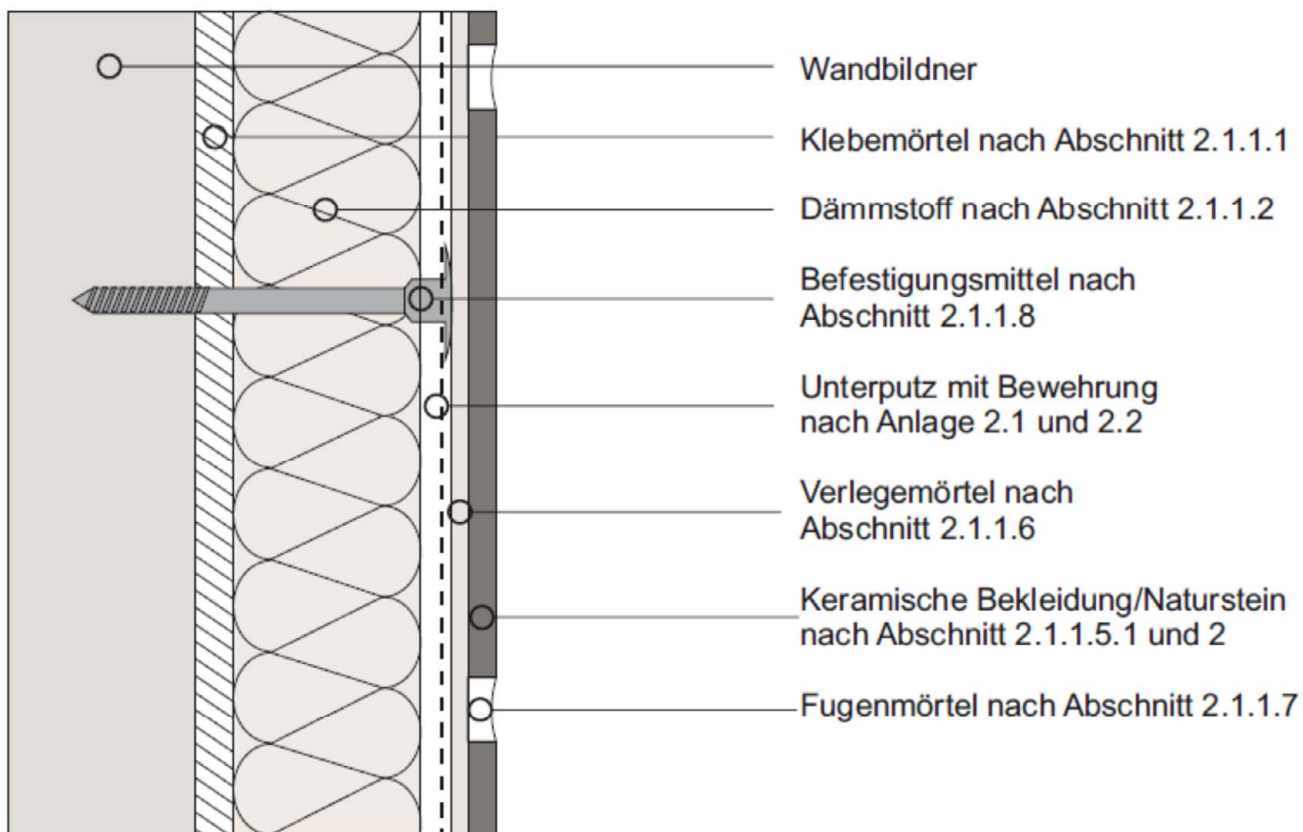 Wandbildner
Klebemörtel nach Abschnitt 2.1.1.1
Dämmstoff nach Abschnitt 2.1.1.2
Befestigungsmittel nach
Abschnitt 2.1.1.8
Unterputz mit Bewehrung
nach Anlage 2.1 und 2.2
Verlegemörtel nach
Abschnitt 2.1.1.6
Keramische Bekleidung/Naturstein
nach Abschnitt 2.1.1.5.1 und 2
Fugenmörtel nach Abschnitt 2.1.1.7